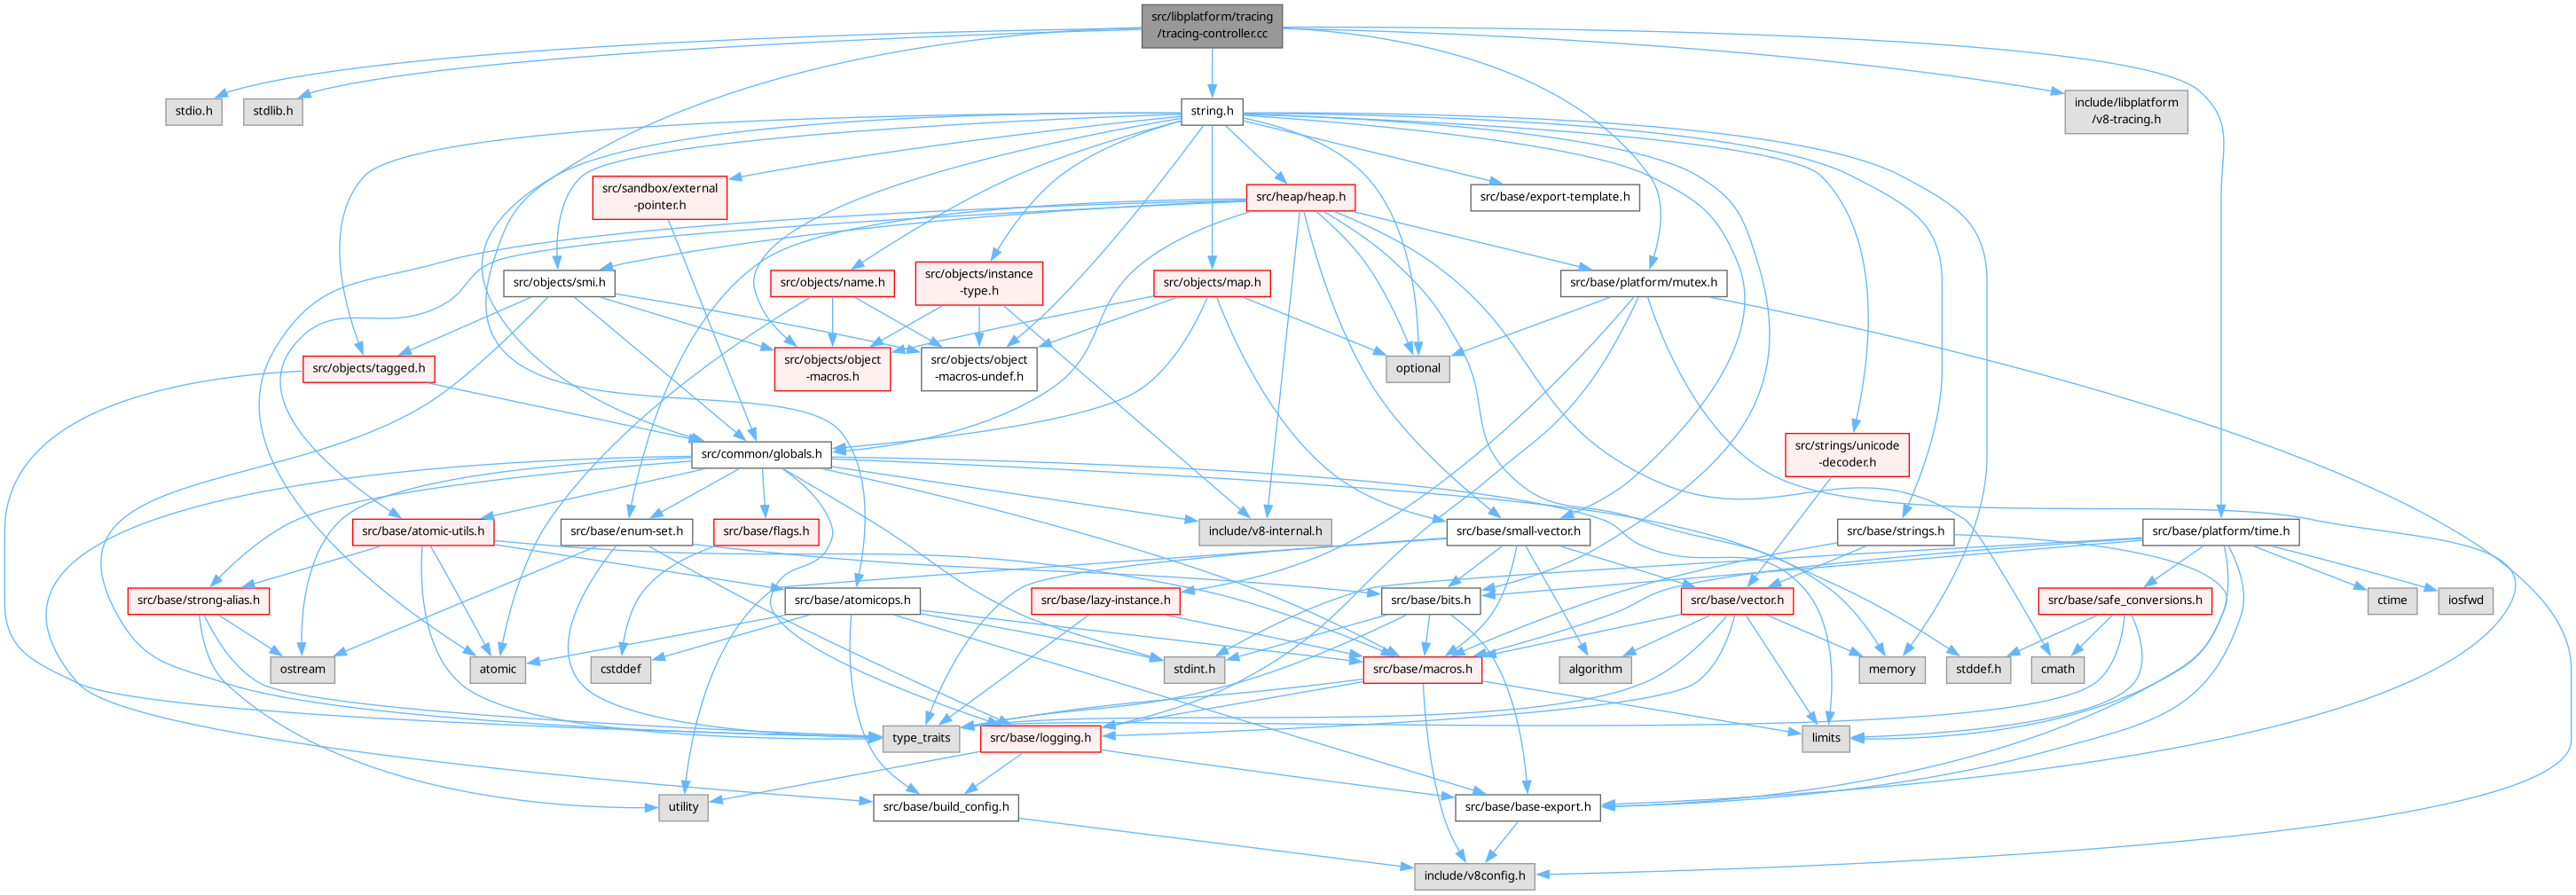 src/libplatform/tracing
/tracing-controller.cc
stdio.h
stdlib.h
string.h
include/libplatform
/v8-tracing.h
src/sandbox/external
-pointer.h
src/heap/heap.h
src/base/export-template.h
src/objects/smi.h
src/objects/name.h
src/objects/instance
-type.h
src/objects/map.h
src/base/platform/mutex.h
src/objects/tagged.h
src/objects/object
-macros.h
src/objects/object
-macros-undef.h
optional
src/common/globals.h
src/strings/unicode
-decoder.h
src/base/atomic-utils.h
src/base/enum-set.h
src/base/flags.h
include/v8-internal.h
src/base/small-vector.h
src/base/strings.h
src/base/platform/time.h
src/base/strong-alias.h
src/base/atomicops.h
src/base/lazy-instance.h
src/base/bits.h
src/base/vector.h
src/base/safe_conversions.h
ctime
iosfwd
ostream
atomic
cstddef
stdint.h
src/base/macros.h
algorithm
memory
stddef.h
cmath
type_traits
src/base/logging.h
limits
utility
src/base/build_config.h
src/base/base-export.h
include/v8config.h